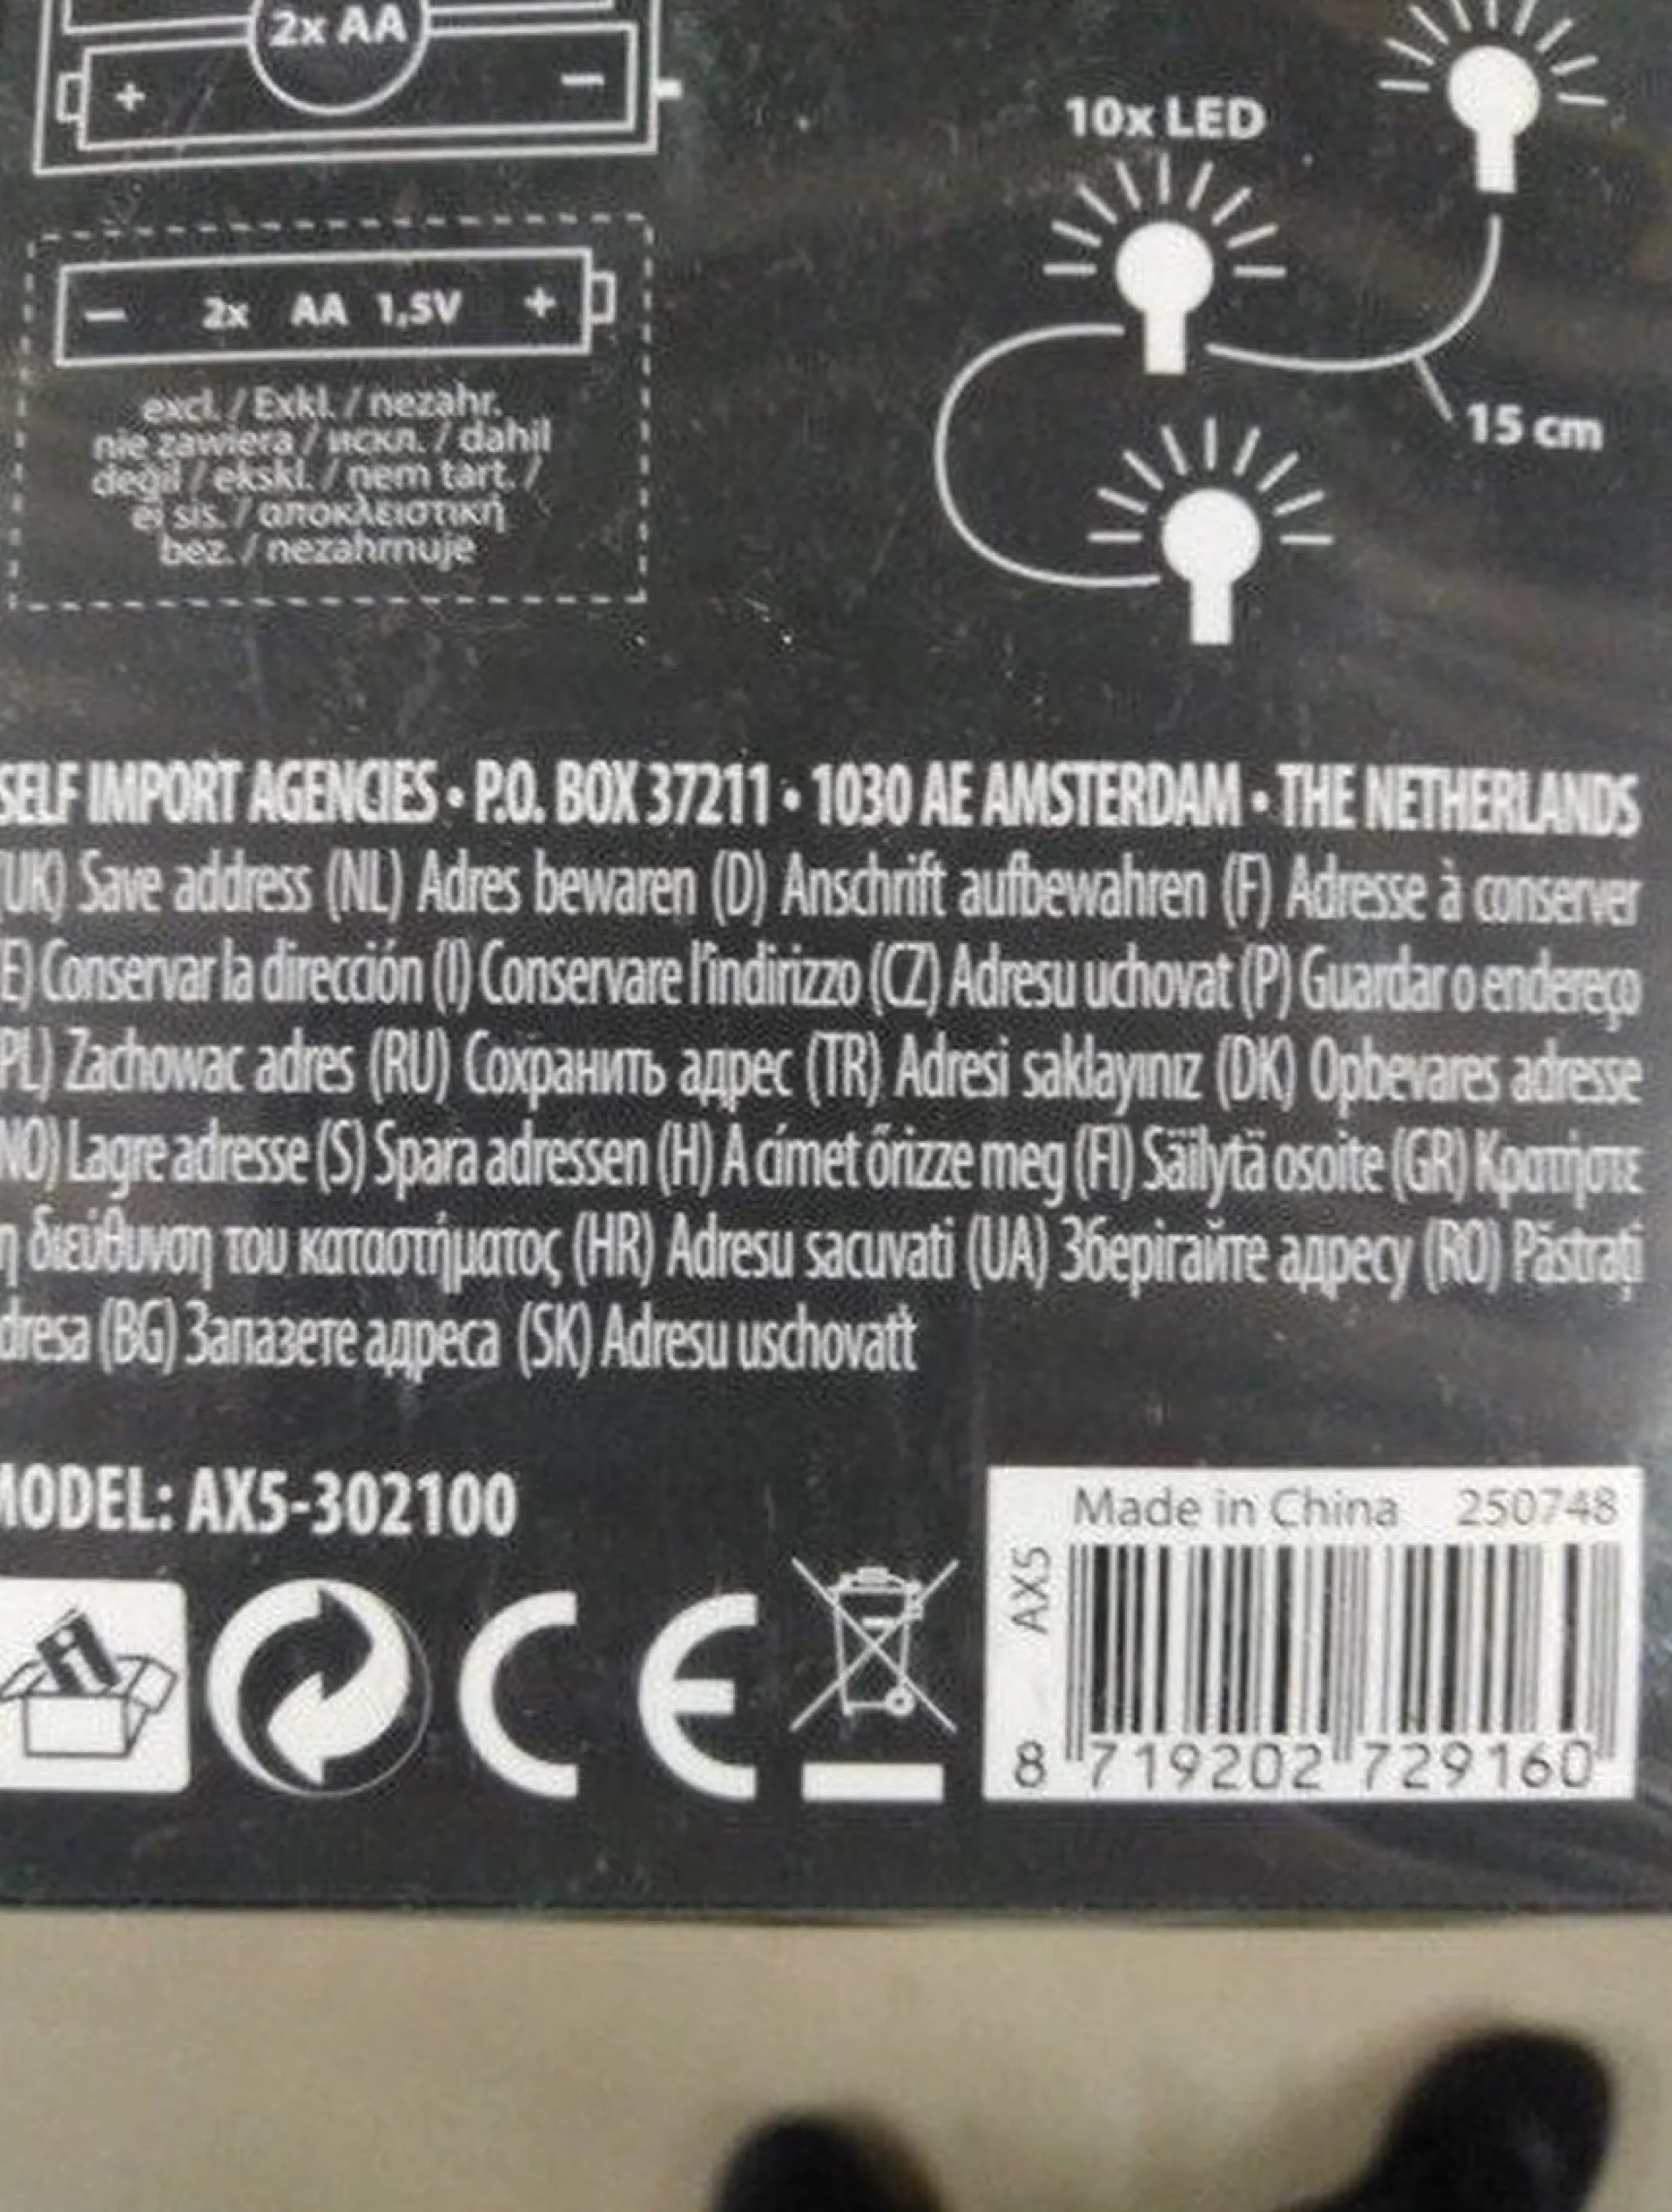 2x AA
+ −
10x LED
− 2x AA 1,5V +
excl. / Exkl. / nezahr.
nie zawiera / искл. / dahil
değil / ekskl. / nem tart. /
ei sis. / αποκλειστική
bez. / nezahrnuje
15 cm
SELF IMPORT AGENCIES • P.O. BOX 37211 • 1030 AE AMSTERDAM • THE NETHERLANDS
(UK) Save address (NL) Adres bewaren (D) Anschrift aufbewahren (F) Adresse à conserver
E) Conservar la dirección (I) Conservare l'indirizzo (CZ) Adresu uchovat (P) Guardar o endereço
PL) Zachowac adres (RU) Сохранить адрес (TR) Adresi saklayınız (DK) Opbevares adresse
NO) Lagre adresse (S) Spara adressen (H) A címet őrizze meg (FI) Säilytä osoite (GR) Κρατήστε
η διεύθυνση του καταστήματος (HR) Adresu sacuvati (UA) Зберігайте адресу (RO) Păstrați
dresa (BG) Запазете адреса (SK) Adresu uschovatt
MODEL: AX5-302100
Made in China 250748
AX5
i
CE
8 719202 729160